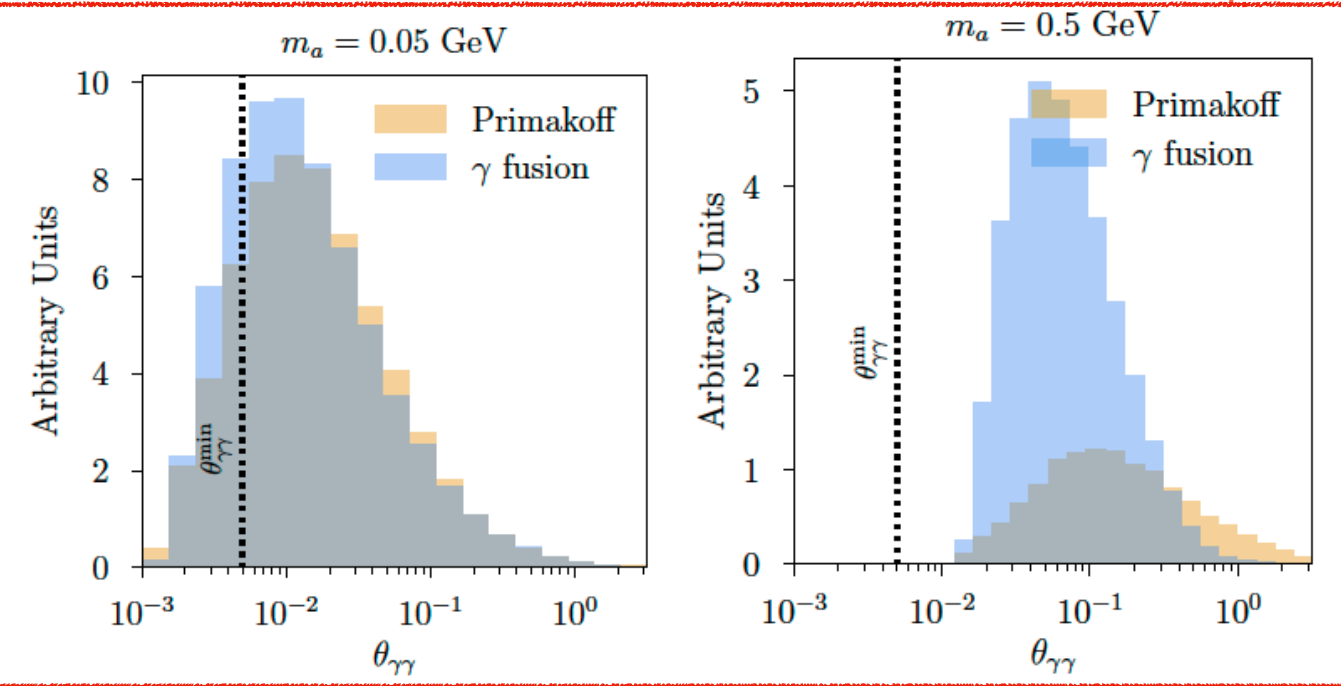 m_a = 0.05 GeV
10
8
6
4
2
0
Arbitrary Units
Primakoff
γ fusion
θ_γγ^min
10^−3
10^−2
10^−1
10^0
θ_γγ
m_a = 0.5 GeV
5
4
3
2
1
0
Arbitrary Units
Primakoff
γ fusion
θ_γγ^min
10^−3
10^−2
10^−1
10^0
θ_γγ